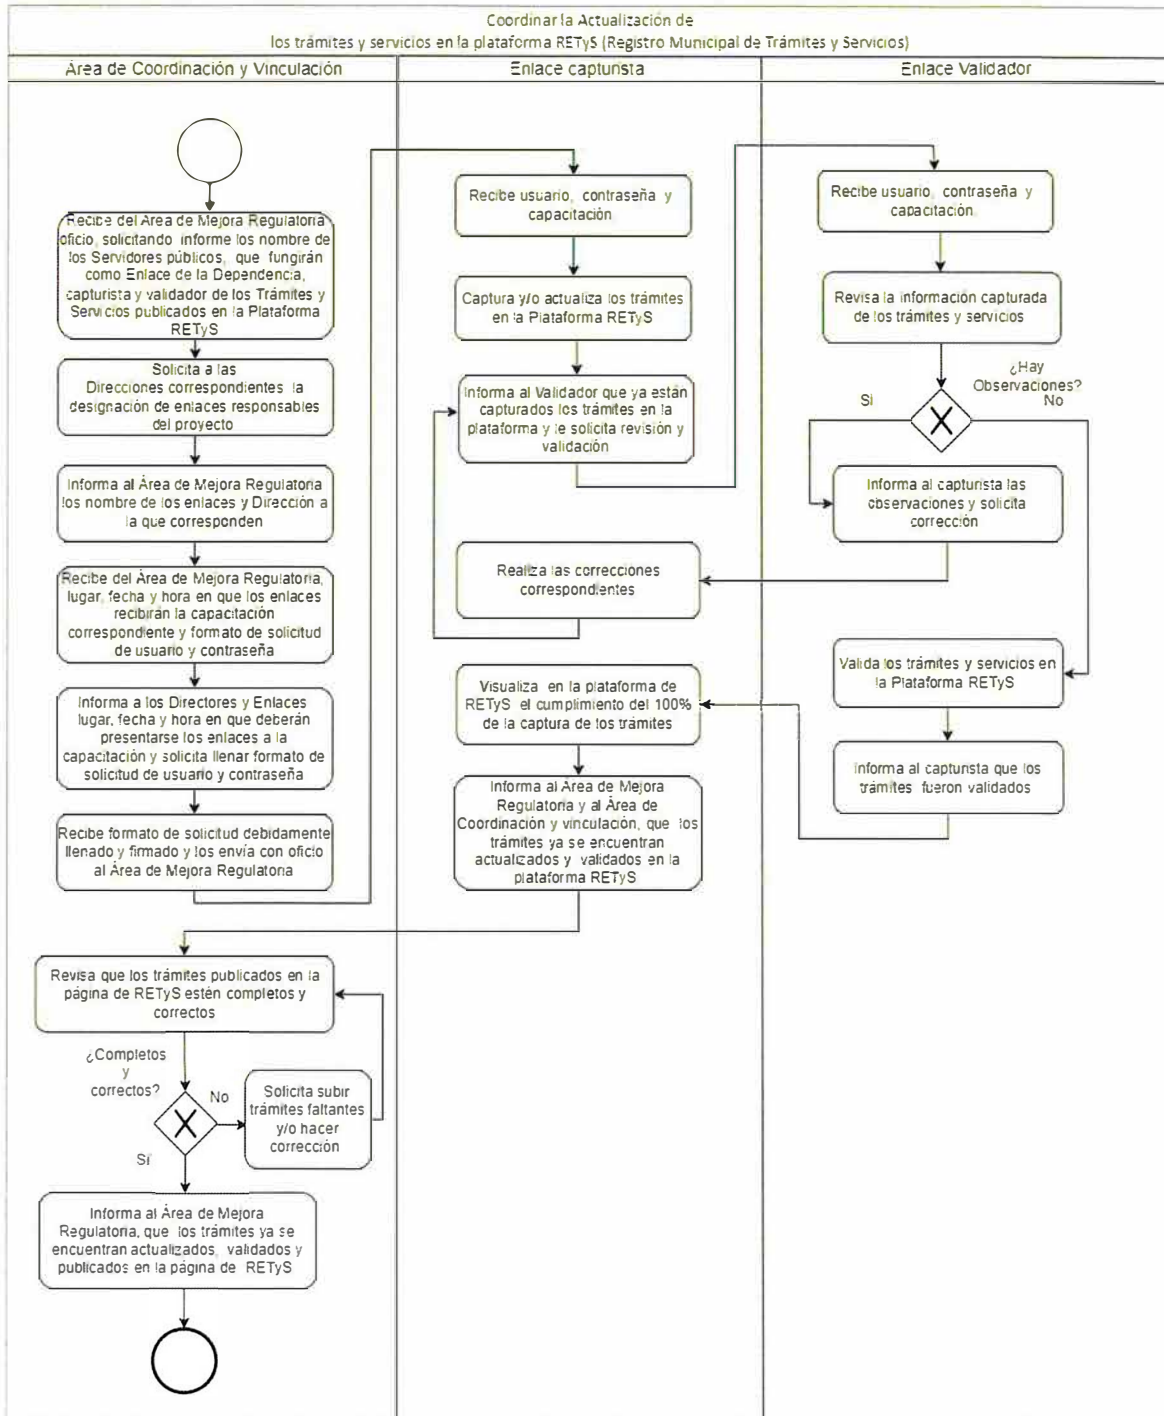 Coordinar la Actualización de
los trámites y servicios en la plataforma RETyS (Registro Municipal de Trámites y Servicios)
Área de Coordinación y Vinculación
Enlace capturista
Enlace Validador
Recibe del Área de Mejora Regulatoria
oficio, solicitando informe los nombre de
los Servidores públicos, que fungirán
como Enlace de la Dependencia,
capturista y validador de los Trámites y
Servicios publicados en la Plataforma
RETyS
Solicita a las
Direcciones correspondientes la
designación de enlaces responsables
del proyecto
Informa al Área de Mejora Regulatoria
los nombre de los enlaces y Dirección a
la que corresponden
Recibe del Área de Mejora Regulatoria,
lugar, fecha y hora en que los enlaces
recibirán la capacitación
correspondiente y formato de solicitud
de usuario y contraseña
Informa a los Directores y Enlaces
lugar, fecha y hora en que deberán
presentarse los enlaces a la
capacitación y solicita llenar formato de
solicitud de usuario y contraseña
Recibe formato de solicitud debidamente
llenado y firmado y los envía con oficio
al Área de Mejora Regulatoria
Recibe usuario, contraseña y
capacitación
Captura y/o actualiza los trámites
en la Plataforma RETyS
Informa al Validador que ya están
capturados los trámites en la
plataforma y le solicita revisión y
validación
Recibe usuario, contraseña y
capacitación
Revisa la información capturada
de los trámites y servicios
¿Hay
Observaciones?
Si
No
Informa al capturista las
observaciones y solicita
corrección
Realiza las correcciones
correspondientes
Valida los trámites y servicios en
la Plataforma RETyS
Informa al capturista que los
trámites fueron validados
Visualiza en la plataforma de
RETyS el cumplimiento del 100%
de la captura de los trámites
Informa al Área de Mejora
Regulatoria y al Área de
Coordinación y vinculación, que los
trámites ya se encuentran
actualizados y validados en la
plataforma RETyS
Revisa que los trámites publicados en la
página de RETyS estén completos y
correctos
¿Completos
y
correctos?
No
Solicita subir
trámites faltantes
y/o hacer
corrección
Sí
Informa al Área de Mejora
Regulatoria, que los trámites ya se
encuentran actualizados, validados y
publicados en la página de RETyS